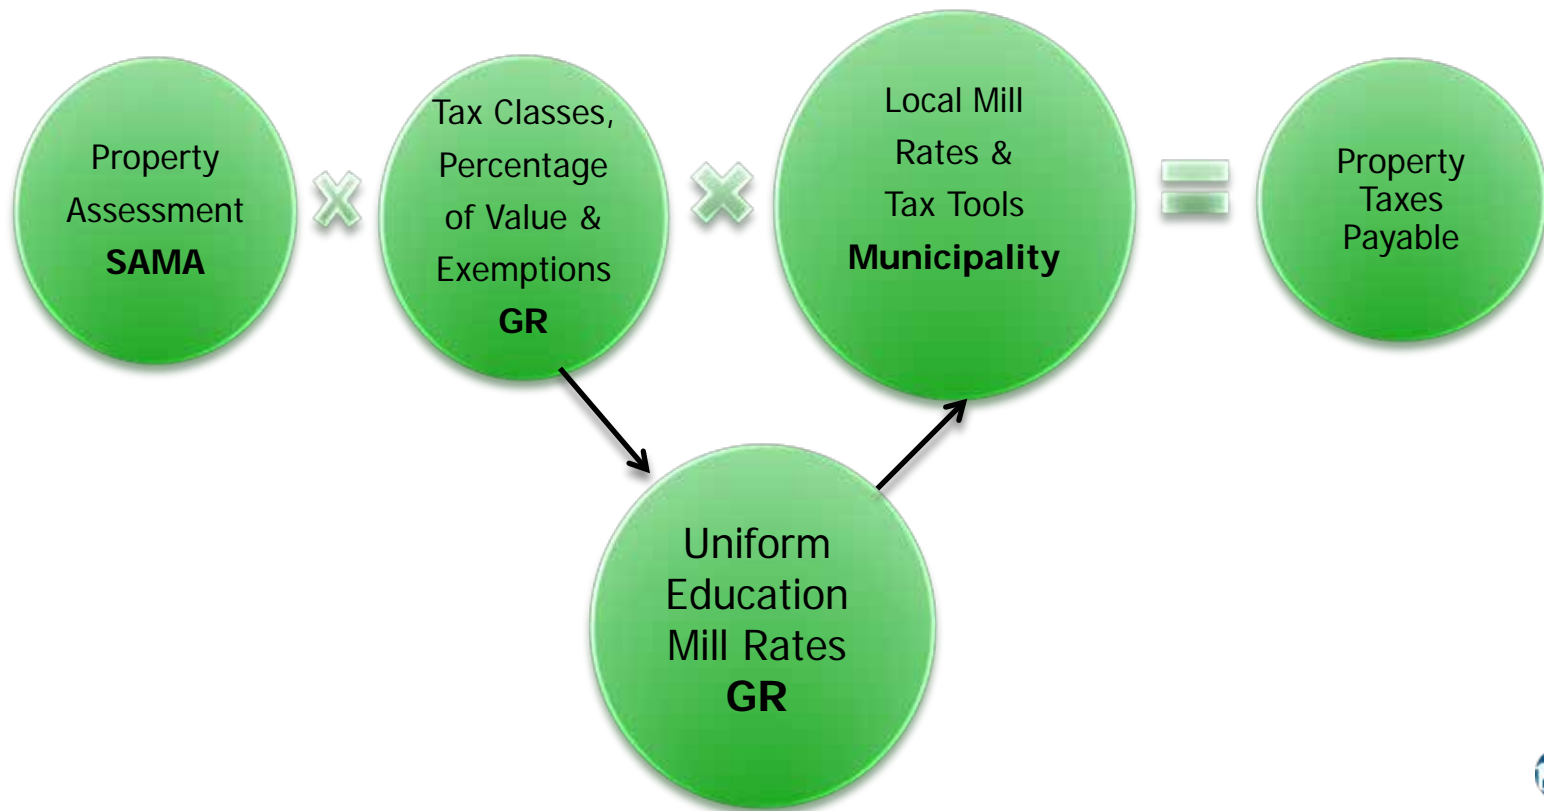 Property
Assessment
SAMA
Tax Classes,
Percentage
of Value &
Exemptions
GR
Local Mill
Rates &
Tax Tools
Municipality
Property
Taxes
Payable
Uniform
Education
Mill Rates
GR